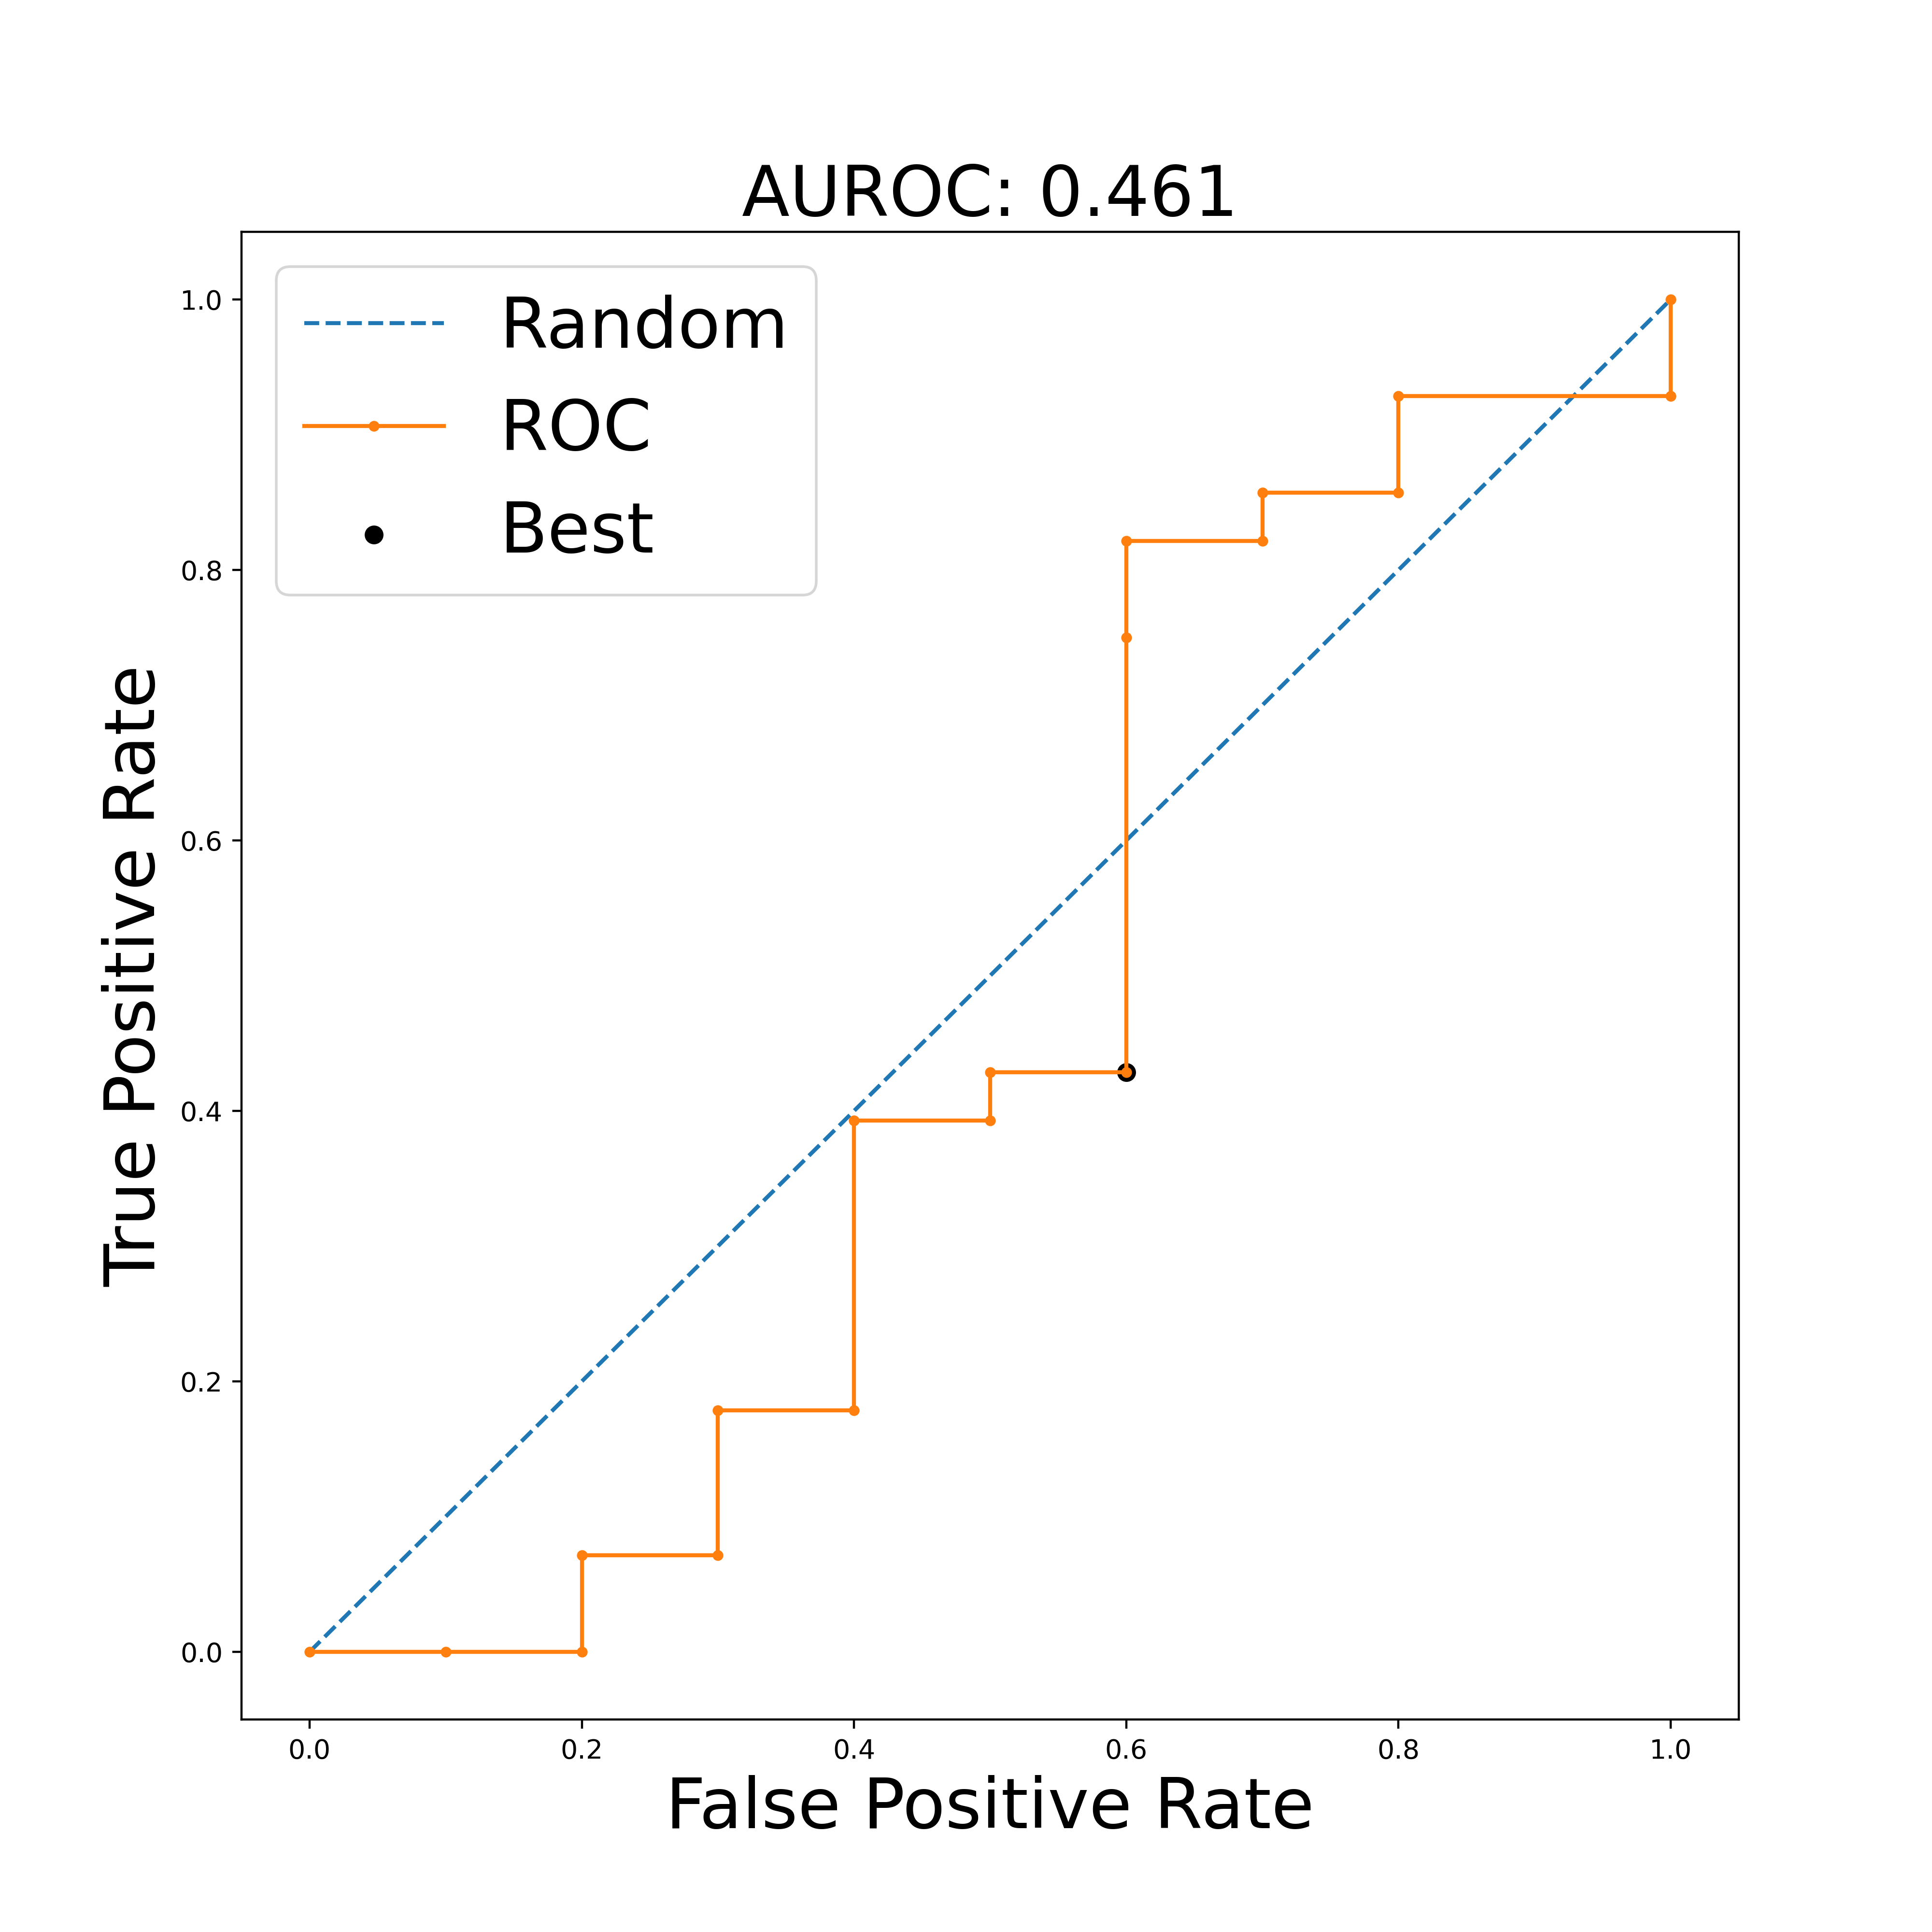 AUROC: 0.461
Random
ROC
Best
1.0
0.8
0.6
0.4
0.2
0.0
True Positive Rate
0.0 0.2 0.4 0.6 0.8 1.0
False Positive Rate